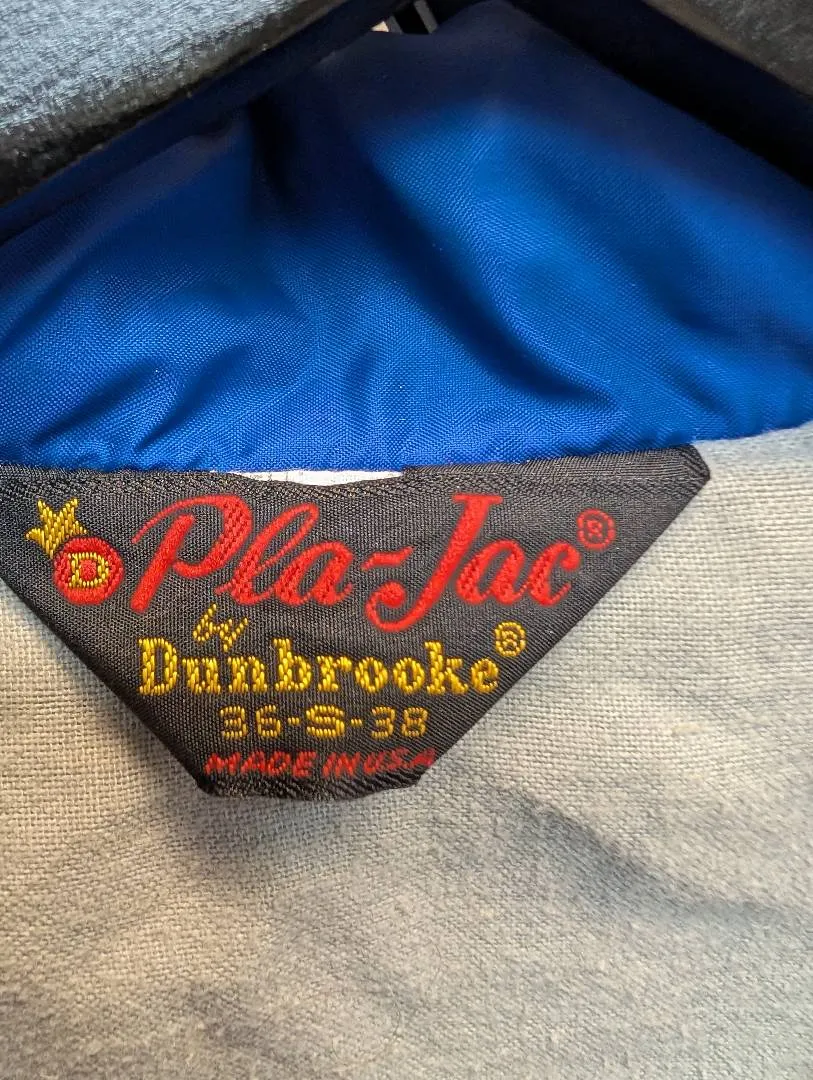 D Pla-Jac®
by
Dunbrooke®
36-S-38
MADE IN USA